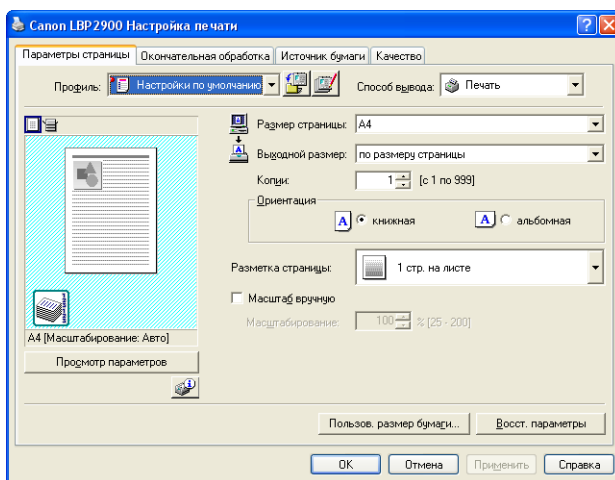 Canon LBP2900 Настройка печати
Параметры страницы Окончательная обработка Источник бумаги Качество
Профиль: Настройки по умолчанию Способ вывода: Печать
Размер страницы: A4
Выходной размер: по размеру страницы
Копии: 1 [с 1 по 999]
Ориентация
A книжная A альбомная
Разметка страницы: 1 стр. на листе
Масштаб вручную
Масштабирование: 100 % [25 - 200]
A4 [Масштабирование: Авто]
Просмотр параметров
Пользов. размер бумаги... Восст. параметры
OK Отмена Применить Справка